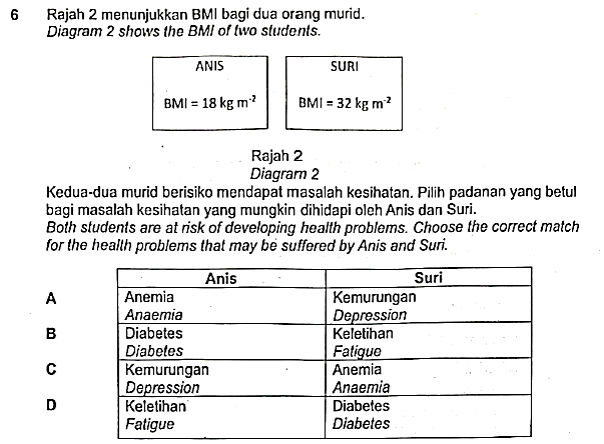 6 Rajah 2 menunjukkan BMI bagi dua orang murid.
Diagram 2 shows the BMI of two students.
ANIS SURI
BMI = 18 kg m⁻² BMI = 32 kg m⁻²
Rajah 2
Diagram 2
Kedua-dua murid berisiko mendapat masalah kesihatan. Pilih padanan yang betul
bagi masalah kesihatan yang mungkin dihidapi oleh Anis dan Suri.
Both students are at risk of developing health problems. Choose the correct match
for the health problems that may be suffered by Anis and Suri.
Anis Suri
A Anemia Kemurungan
Anaemia Depression
B Diabetes Keletihan
Diabetes Fatigue
C Kemurungan Anemia
Depression Anaemia
D Keletihan Diabetes
Fatigue Diabetes